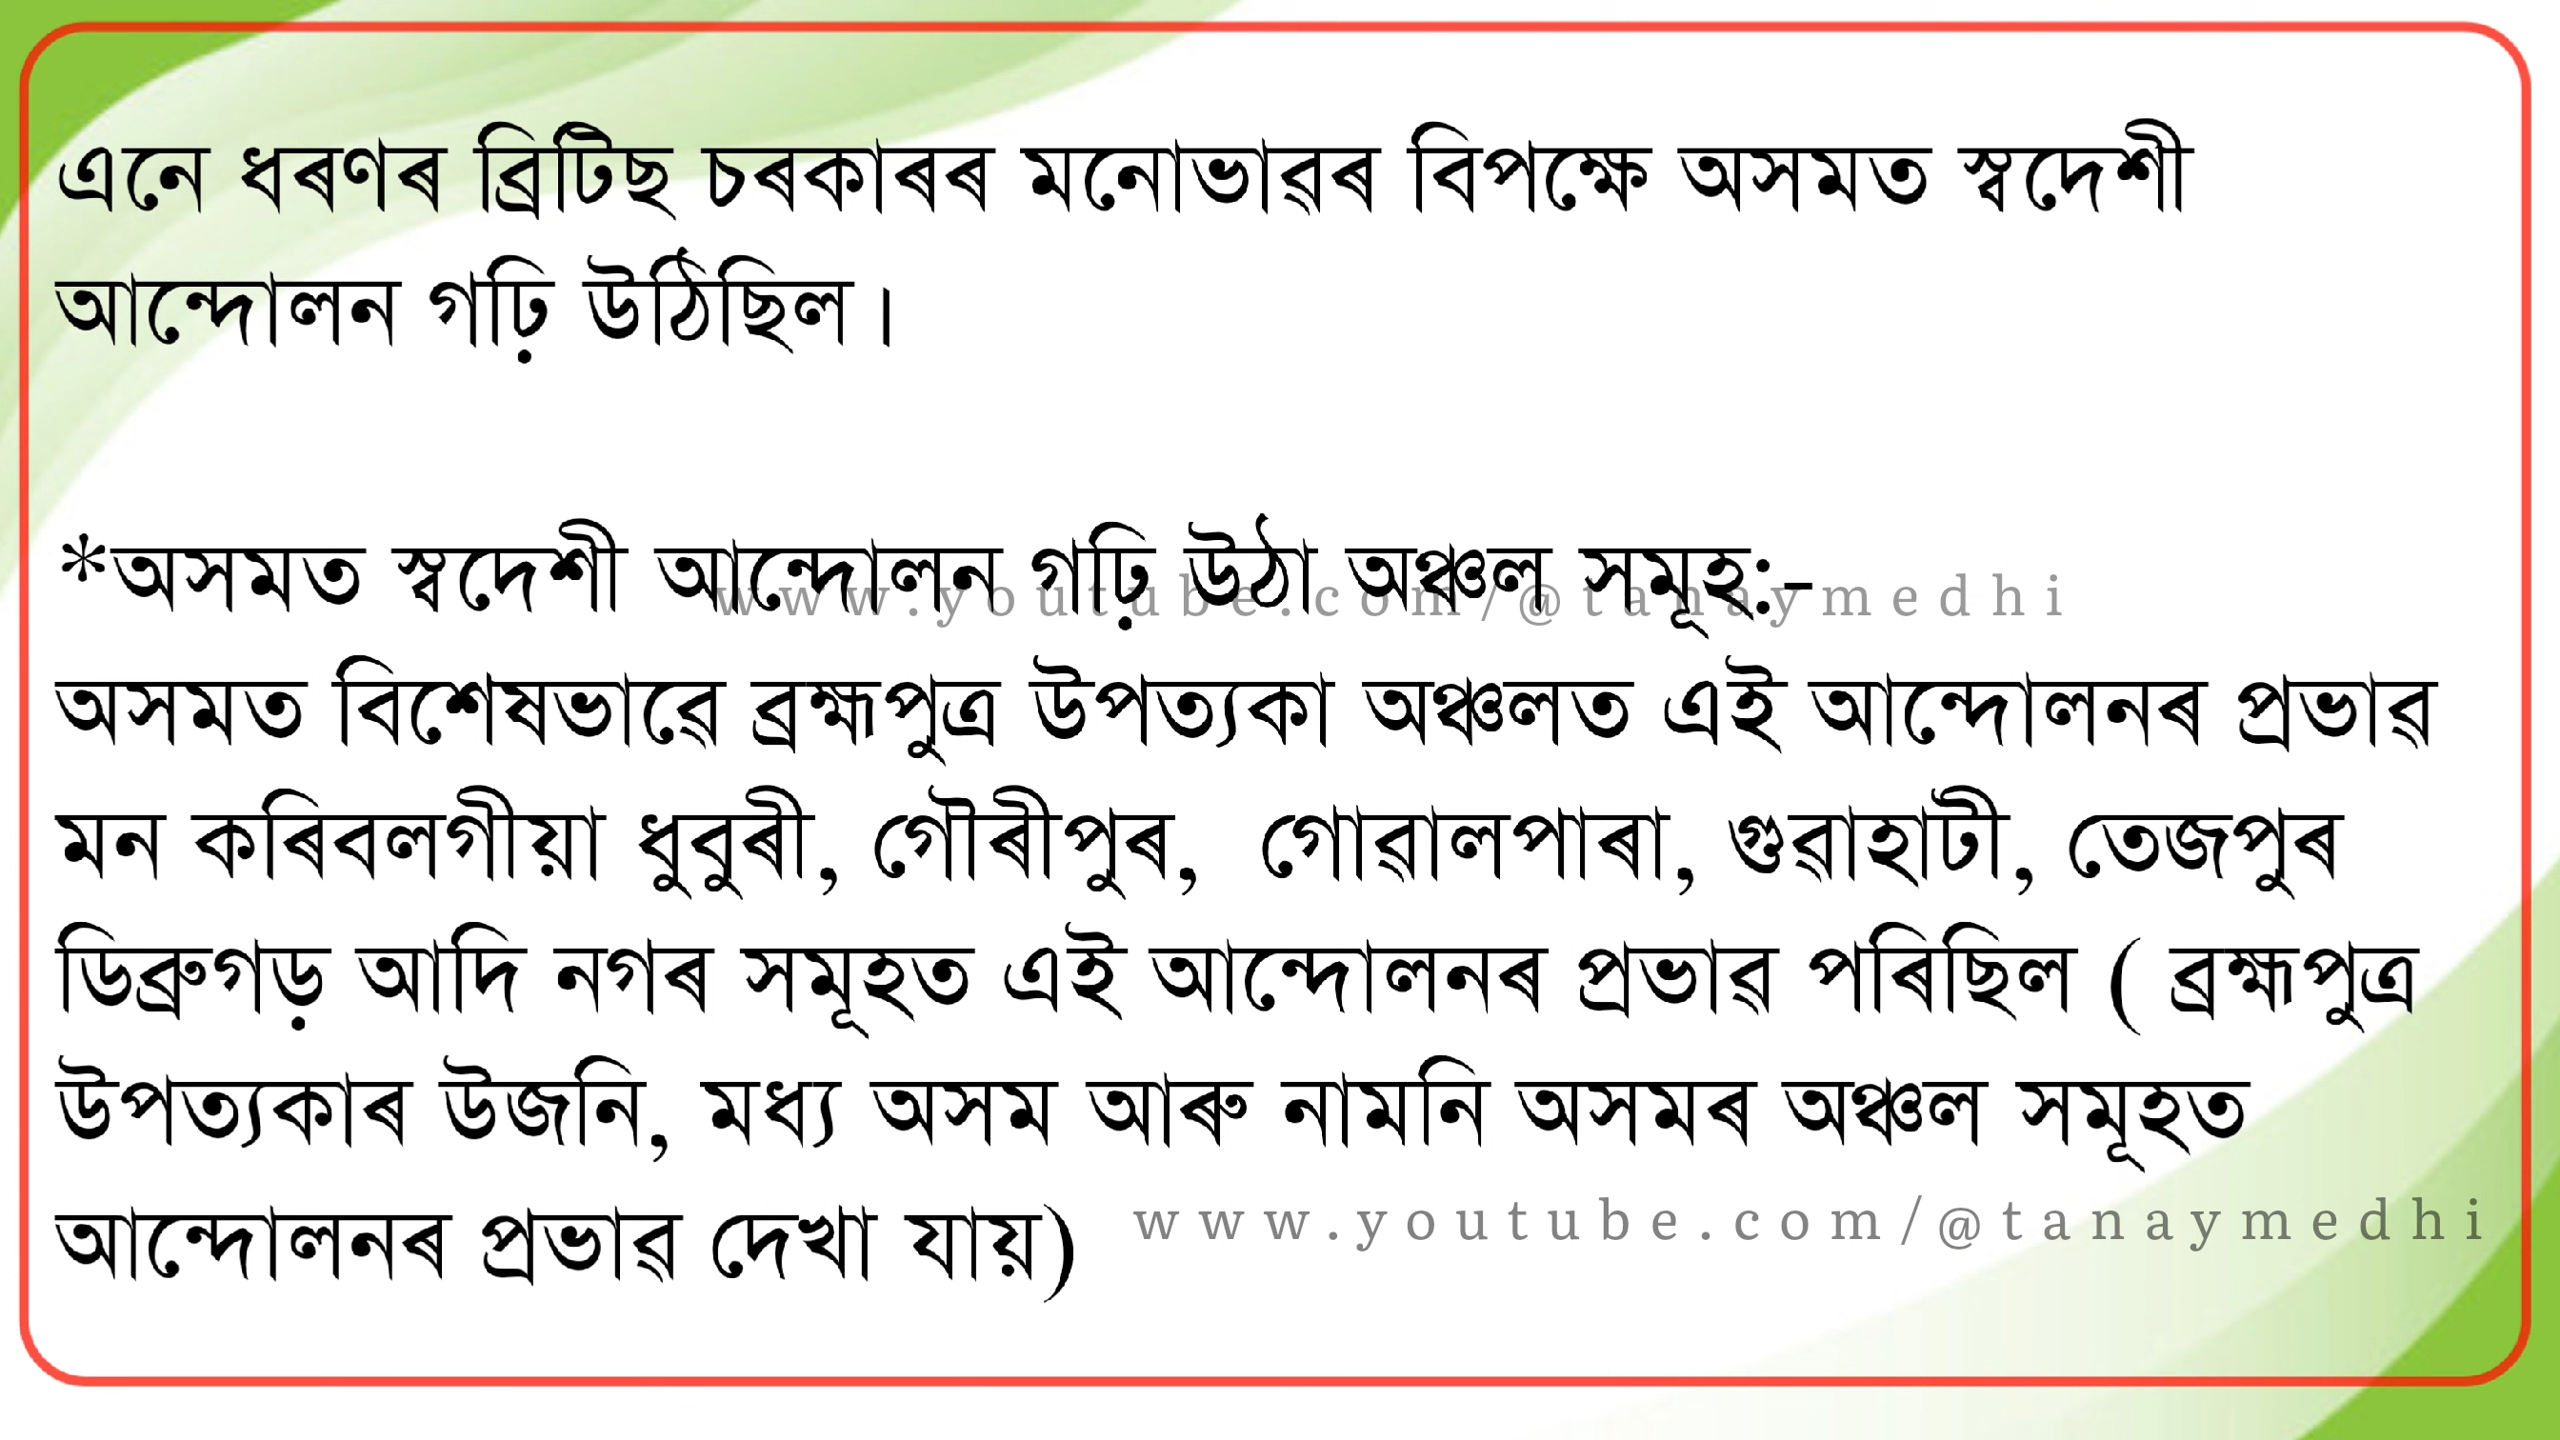 এনে ধৰণৰ ব্ৰিটিছ চৰকাৰৰ মনোভাৱৰ বিপক্ষে অসমত স্বদেশী
আন্দোলন গঢ়ি উঠিছিল।
*অসমত স্বদেশী আন্দোলন গঢ়ি উঠা অঞ্চল সমূহ:-
www.youtube.com/@tanaymedhi
অসমত বিশেষভাৱে ব্ৰহ্মপুত্ৰ উপত্যকা অঞ্চলত এই আন্দোলনৰ প্ৰভাৱ
মন কৰিবলগীয়া ধুবুৰী, গৌৰীপুৰ,  গোৱালপাৰা, গুৱাহাটী, তেজপুৰ
ডিব্ৰুগড় আদি নগৰ সমূহত এই আন্দোলনৰ প্ৰভাৱ পৰিছিল ( ব্ৰহ্মপুত্ৰ
উপত্যকাৰ উজনি, মধ্য অসম আৰু নামনি অসমৰ অঞ্চল সমূহত
আন্দোলনৰ প্ৰভাৱ দেখা যায়)
www.youtube.com/@tanaymedhi